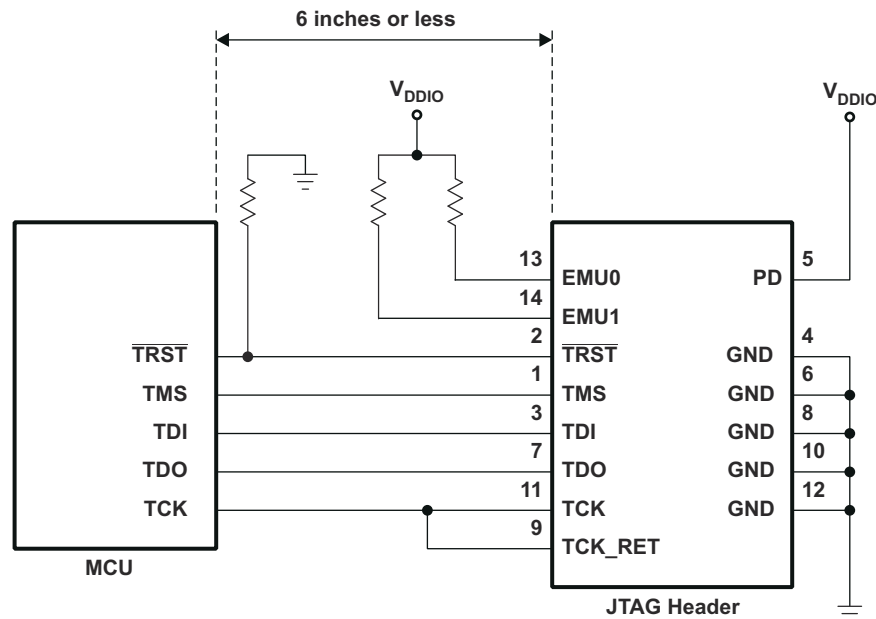 6 inches or less
V_DDIO
V_DDIO
13
EMU0
PD
5
14
EMU1
2
TRST
TRST
GND
4
1
TMS
TMS
GND
6
3
TDI
TDI
GND
8
7
TDO
TDO
GND
10
11
TCK
TCK
GND
12
9
TCK_RET
MCU
JTAG Header